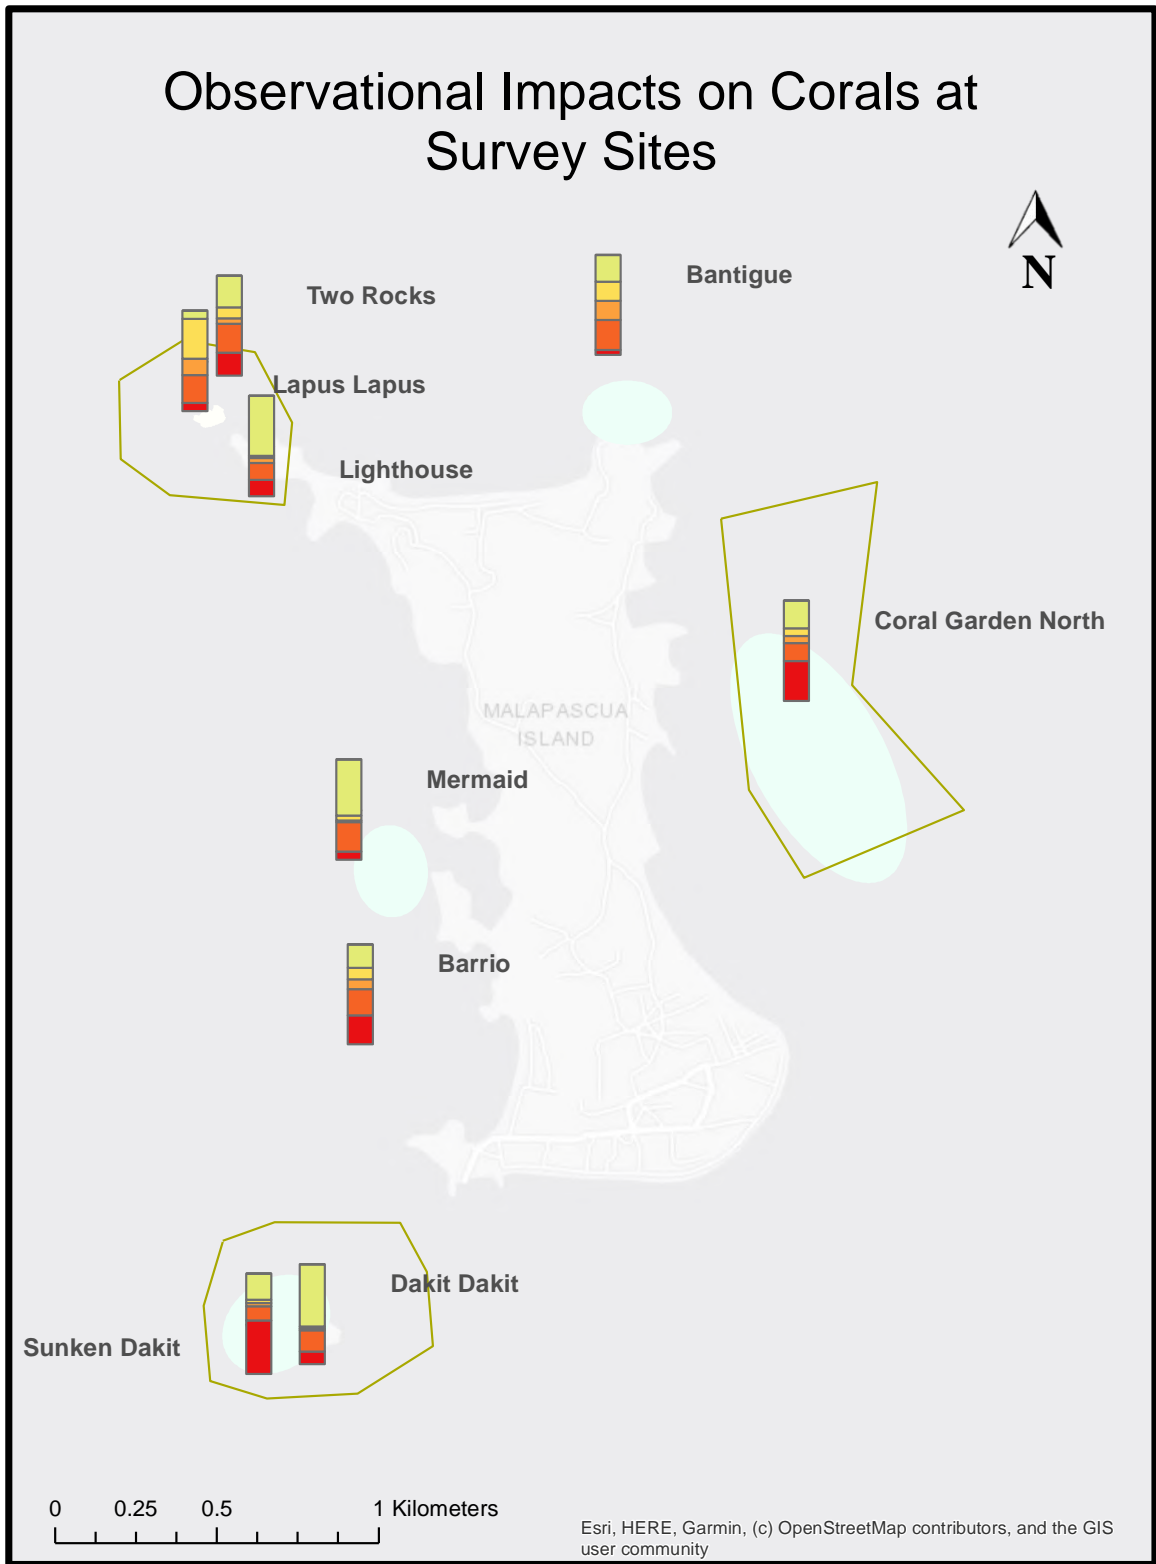 Observational Impacts on Corals at
Survey Sites
N
Bantigue
Two Rocks
Lapus Lapus
Lighthouse
Coral Garden North
MALAPASCUA
ISLAND
Mermaid
Barrio
Dakit Dakit
Sunken Dakit
0 0.25 0.5 1 Kilometers
Esri, HERE, Garmin, (c) OpenStreetMap contributors, and the GIS
user community